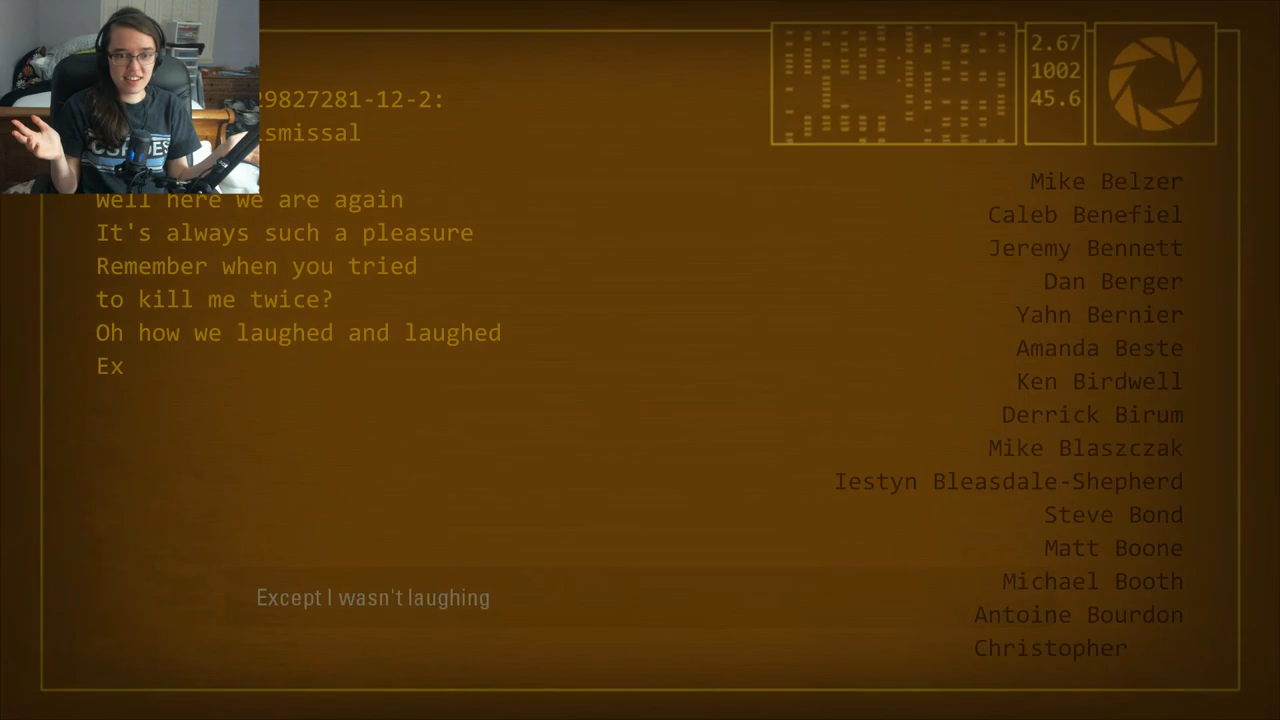 29827281-12-2:
smissal
Well here we are again
It's always such a pleasure
Remember when you tried
to kill me twice?
Oh how we laughed and laughed
Ex
2.67
1002
45.6
Mike Belzer
Caleb Benefiel
Jeremy Bennett
Dan Berger
Yahn Bernier
Amanda Beste
Ken Birdwell
Derrick Birum
Mike Blaszczak
Iestyn Bleasdale-Shepherd
Steve Bond
Matt Boone
Michael Booth
Antoine Bourdon
Christopher
Except I wasn't laughing